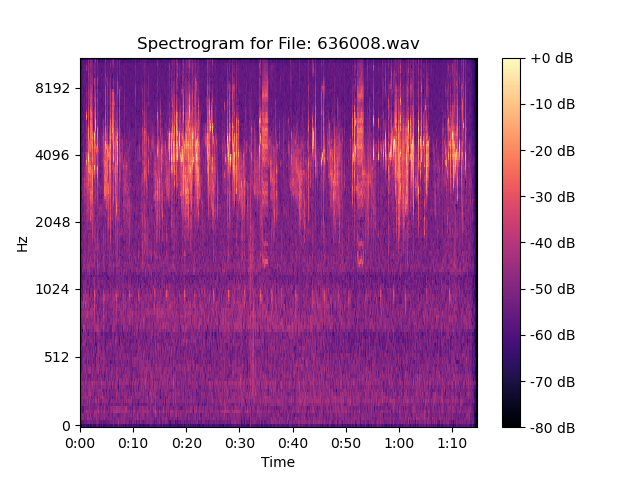 Spectrogram for File: 636008.wav
8192
4096
2048
1024
512
0
Hz
0:00 0:10 0:20 0:30 0:40 0:50 1:00 1:10
Time
+0 dB
-10 dB
-20 dB
-30 dB
-40 dB
-50 dB
-60 dB
-70 dB
-80 dB